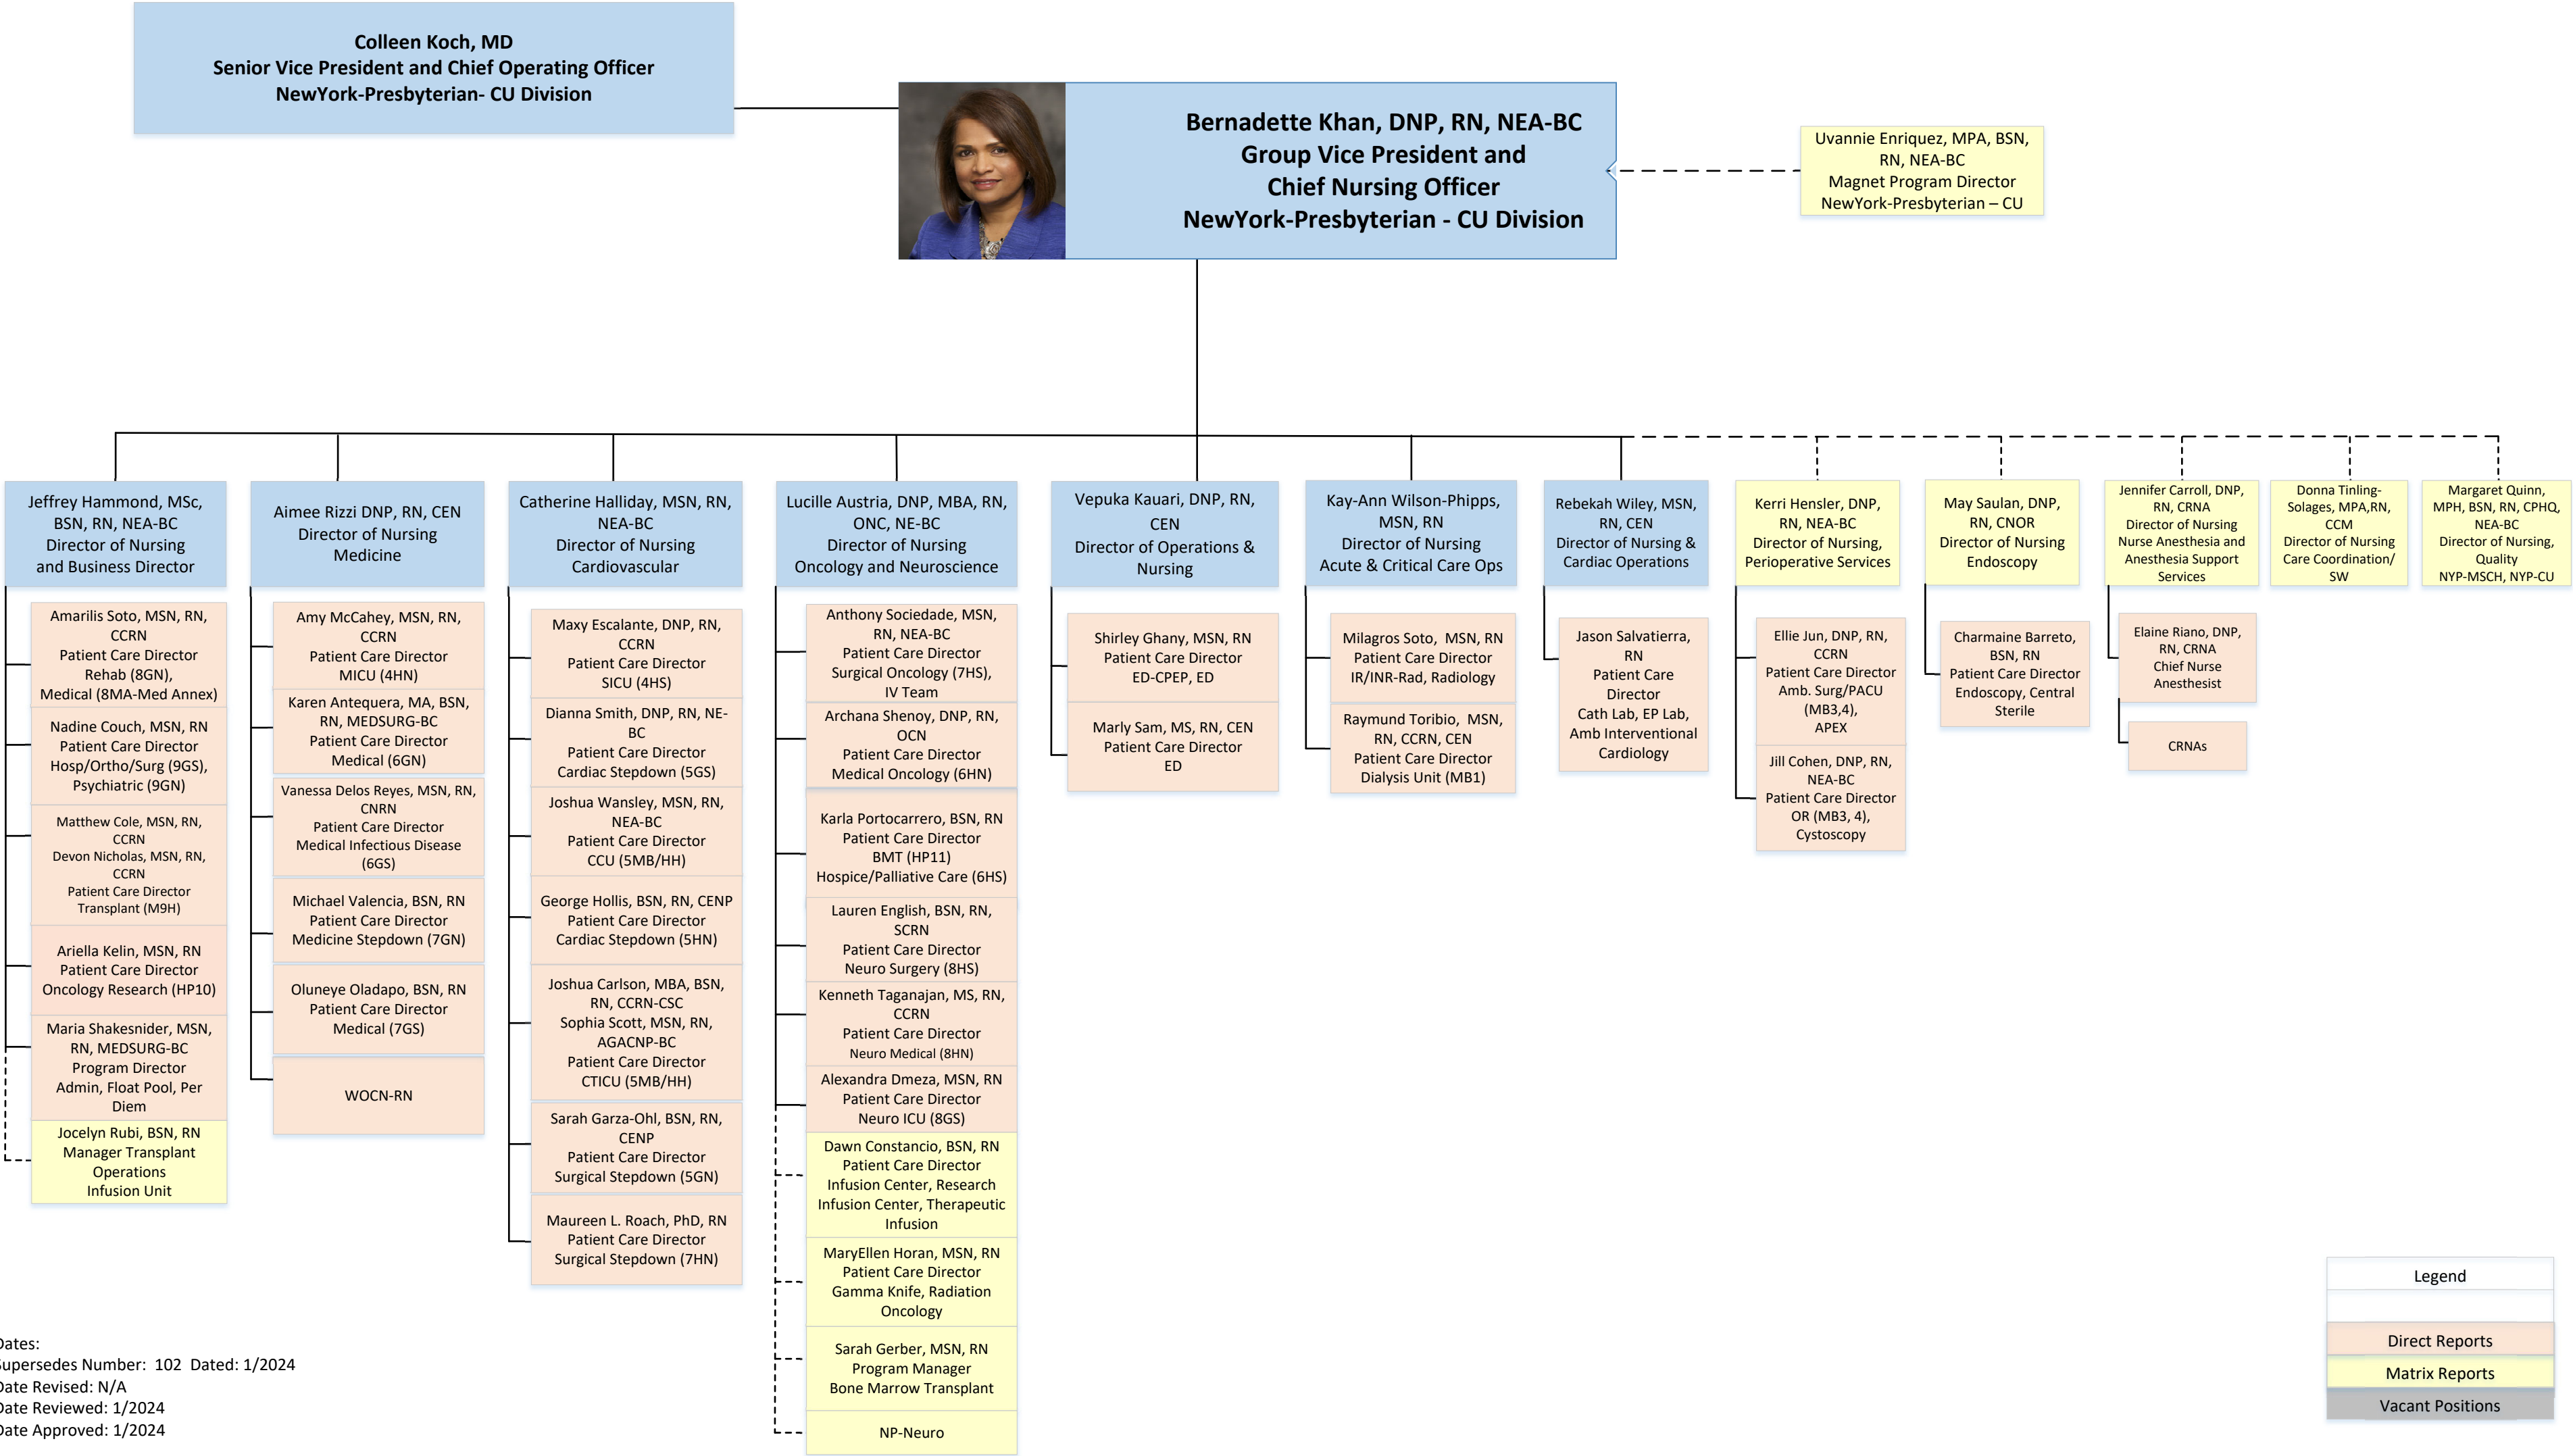 Colleen Koch, MD
Senior Vice President and Chief Operating Officer
NewYork-Presbyterian- CU Division
Bernadette Khan, DNP, RN, NEA-BC
Group Vice President and
Chief Nursing Officer
NewYork-Presbyterian - CU Division
Uvannie Enriquez, MPA, BSN,
RN, NEA-BC
Magnet Program Director
NewYork-Presbyterian – CU
Jeffrey Hammond, MSc,
BSN, RN, NEA-BC
Director of Nursing
and Business Director
Amarilis Soto, MSN, RN,
CCRN
Patient Care Director
Rehab (8GN),
Medical (8MA-Med Annex)
Nadine Couch, MSN, RN
Patient Care Director
Hosp/Ortho/Surg (9GS),
Psychiatric (9GN)
Matthew Cole, MSN, RN,
CCRN
Devon Nicholas, MSN, RN,
CCRN
Patient Care Director
Transplant (M9H)
Ariella Kelin, MSN, RN
Patient Care Director
Oncology Research (HP10)
Maria Shakesnider, MSN,
RN, MEDSURG-BC
Program Director
Admin, Float Pool, Per
Diem
Jocelyn Rubi, BSN, RN
Manager Transplant
Operations
Infusion Unit
Aimee Rizzi DNP, RN, CEN
Director of Nursing
Medicine
Amy McCahey, MSN, RN,
CCRN
Patient Care Director
MICU (4HN)
Karen Antequera, MA, BSN,
RN, MEDSURG-BC
Patient Care Director
Medical (6GN)
Vanessa Delos Reyes, MSN, RN,
CNRN
Patient Care Director
Medical Infectious Disease
(6GS)
Michael Valencia, BSN, RN
Patient Care Director
Medicine Stepdown (7GN)
Oluneye Oladapo, BSN, RN
Patient Care Director
Medical (7GS)
WOCN-RN
Catherine Halliday, MSN, RN,
NEA-BC
Director of Nursing
Cardiovascular
Maxy Escalante, DNP, RN,
CCRN
Patient Care Director
SICU (4HS)
Dianna Smith, DNP, RN, NE-
BC
Patient Care Director
Cardiac Stepdown (5GS)
Joshua Wansley, MSN, RN,
NEA-BC
Patient Care Director
CCU (5MB/HH)
George Hollis, BSN, RN, CENP
Patient Care Director
Cardiac Stepdown (5HN)
Joshua Carlson, MBA, BSN,
RN, CCRN-CSC
Sophia Scott, MSN, RN,
AGACNP-BC
Patient Care Director
CTICU (5MB/HH)
Sarah Garza-Ohl, BSN, RN,
CENP
Patient Care Director
Surgical Stepdown (5GN)
Maureen L. Roach, PhD, RN
Patient Care Director
Surgical Stepdown (7HN)
Lucille Austria, DNP, MBA, RN,
ONC, NE-BC
Director of Nursing
Oncology and Neuroscience
Anthony Sociedade, MSN,
RN, NEA-BC
Patient Care Director
Surgical Oncology (7HS),
IV Team
Archana Shenoy, DNP, RN,
OCN
Patient Care Director
Medical Oncology (6HN)
Karla Portocarrero, BSN, RN
Patient Care Director
BMT (HP11)
Hospice/Palliative Care (6HS)
Lauren English, BSN, RN,
SCRN
Patient Care Director
Neuro Surgery (8HS)
Kenneth Taganajan, MS, RN,
CCRN
Patient Care Director
Neuro Medical (8HN)
Alexandra Dmeza, MSN, RN
Patient Care Director
Neuro ICU (8GS)
Dawn Constancio, BSN, RN
Patient Care Director
Infusion Center, Research
Infusion Center, Therapeutic
Infusion
MaryEllen Horan, MSN, RN
Patient Care Director
Gamma Knife, Radiation
Oncology
Sarah Gerber, MSN, RN
Program Manager
Bone Marrow Transplant
NP-Neuro
Vepuka Kauari, DNP, RN,
CEN
Director of Operations &
Nursing
Shirley Ghany, MSN, RN
Patient Care Director
ED-CPEP, ED
Marly Sam, MS, RN, CEN
Patient Care Director
ED
Kay-Ann Wilson-Phipps,
MSN, RN
Director of Nursing
Acute & Critical Care Ops
Milagros Soto, MSN, RN
Patient Care Director
IR/INR-Rad, Radiology
Raymund Toribio, MSN,
RN, CCRN, CEN
Patient Care Director
Dialysis Unit (MB1)
Rebekah Wiley, MSN,
RN, CEN
Director of Nursing &
Cardiac Operations
Jason Salvatierra,
RN
Patient Care
Director
Cath Lab, EP Lab,
Amb Interventional
Cardiology
Kerri Hensler, DNP,
RN, NEA-BC
Director of Nursing,
Perioperative Services
Ellie Jun, DNP, RN,
CCRN
Patient Care Director
Amb. Surg/PACU
(MB3,4),
APEX
Jill Cohen, DNP, RN,
NEA-BC
Patient Care Director
OR (MB3, 4),
Cystoscopy
May Saulan, DNP,
RN, CNOR
Director of Nursing
Endoscopy
Charmaine Barreto,
BSN, RN
Patient Care Director
Endoscopy, Central
Sterile
Jennifer Carroll, DNP,
RN, CRNA
Director of Nursing
Nurse Anesthesia and
Anesthesia Support
Services
Elaine Riano, DNP,
RN, CRNA
Chief Nurse
Anesthesist
CRNAs
Donna Tinling-
Solages, MPA,RN,
CCM
Director of Nursing
Care Coordination/
SW
Margaret Quinn,
MPH, BSN, RN, CPHQ,
NEA-BC
Director of Nursing,
Quality
NYP-MSCH, NYP-CU
Legend
Direct Reports
Matrix Reports
Vacant Positions
Dates:
Supersedes Number: 102 Dated: 1/2024
Date Revised: N/A
Date Reviewed: 1/2024
Date Approved: 1/2024